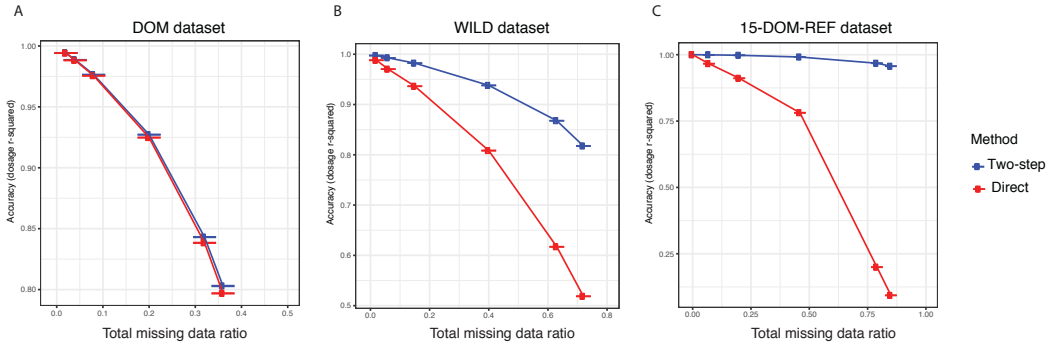 A
DOM dataset
Accuracy (dosage r-squared)
1.00
0.95
0.90
0.85
0.80
0.0
0.1
0.2
0.3
0.4
0.5
Total missing data ratio
B
WILD dataset
Accuracy (dosage r-squared)
1.0
0.9
0.8
0.7
0.6
0.5
0.0
0.2
0.4
0.6
0.8
Total missing data ratio
C
15-DOM-REF dataset
Accuracy (dosage r-squared)
1.00
0.75
0.50
0.25
0.00
0.25
0.50
0.75
1.00
Total missing data ratio
Method
Two-step
Direct